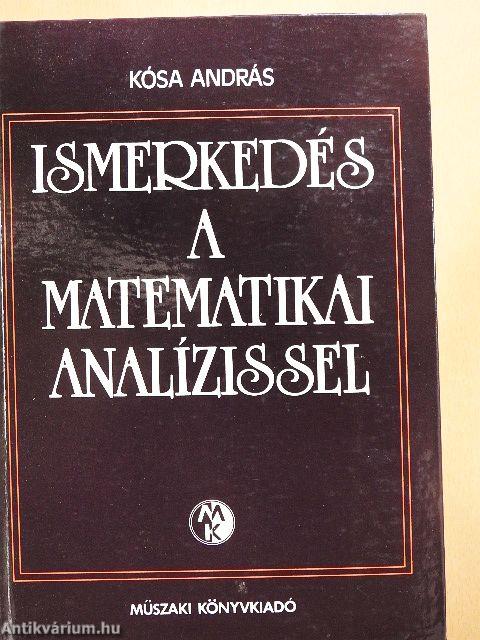 KÓSA ANDRÁS
ISMERKEDÉS
A
MATEMATIKAI
ANALÍZISSEL
MK
MŰSZAKI KÖNYVKIADÓ
Antikvárium.hu